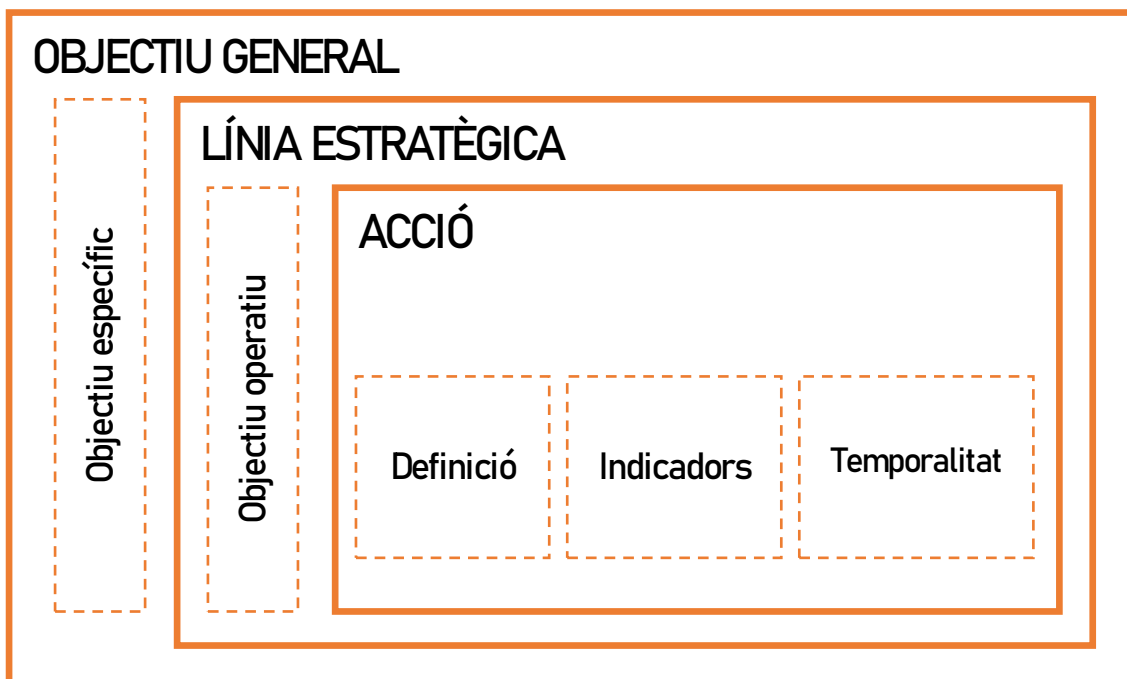 OBJECTIU GENERAL
Objectiu específic
LÍNIA ESTRATÈGICA
Objectiu operatiu
ACCIÓ
Definició
Indicadors
Temporalitat